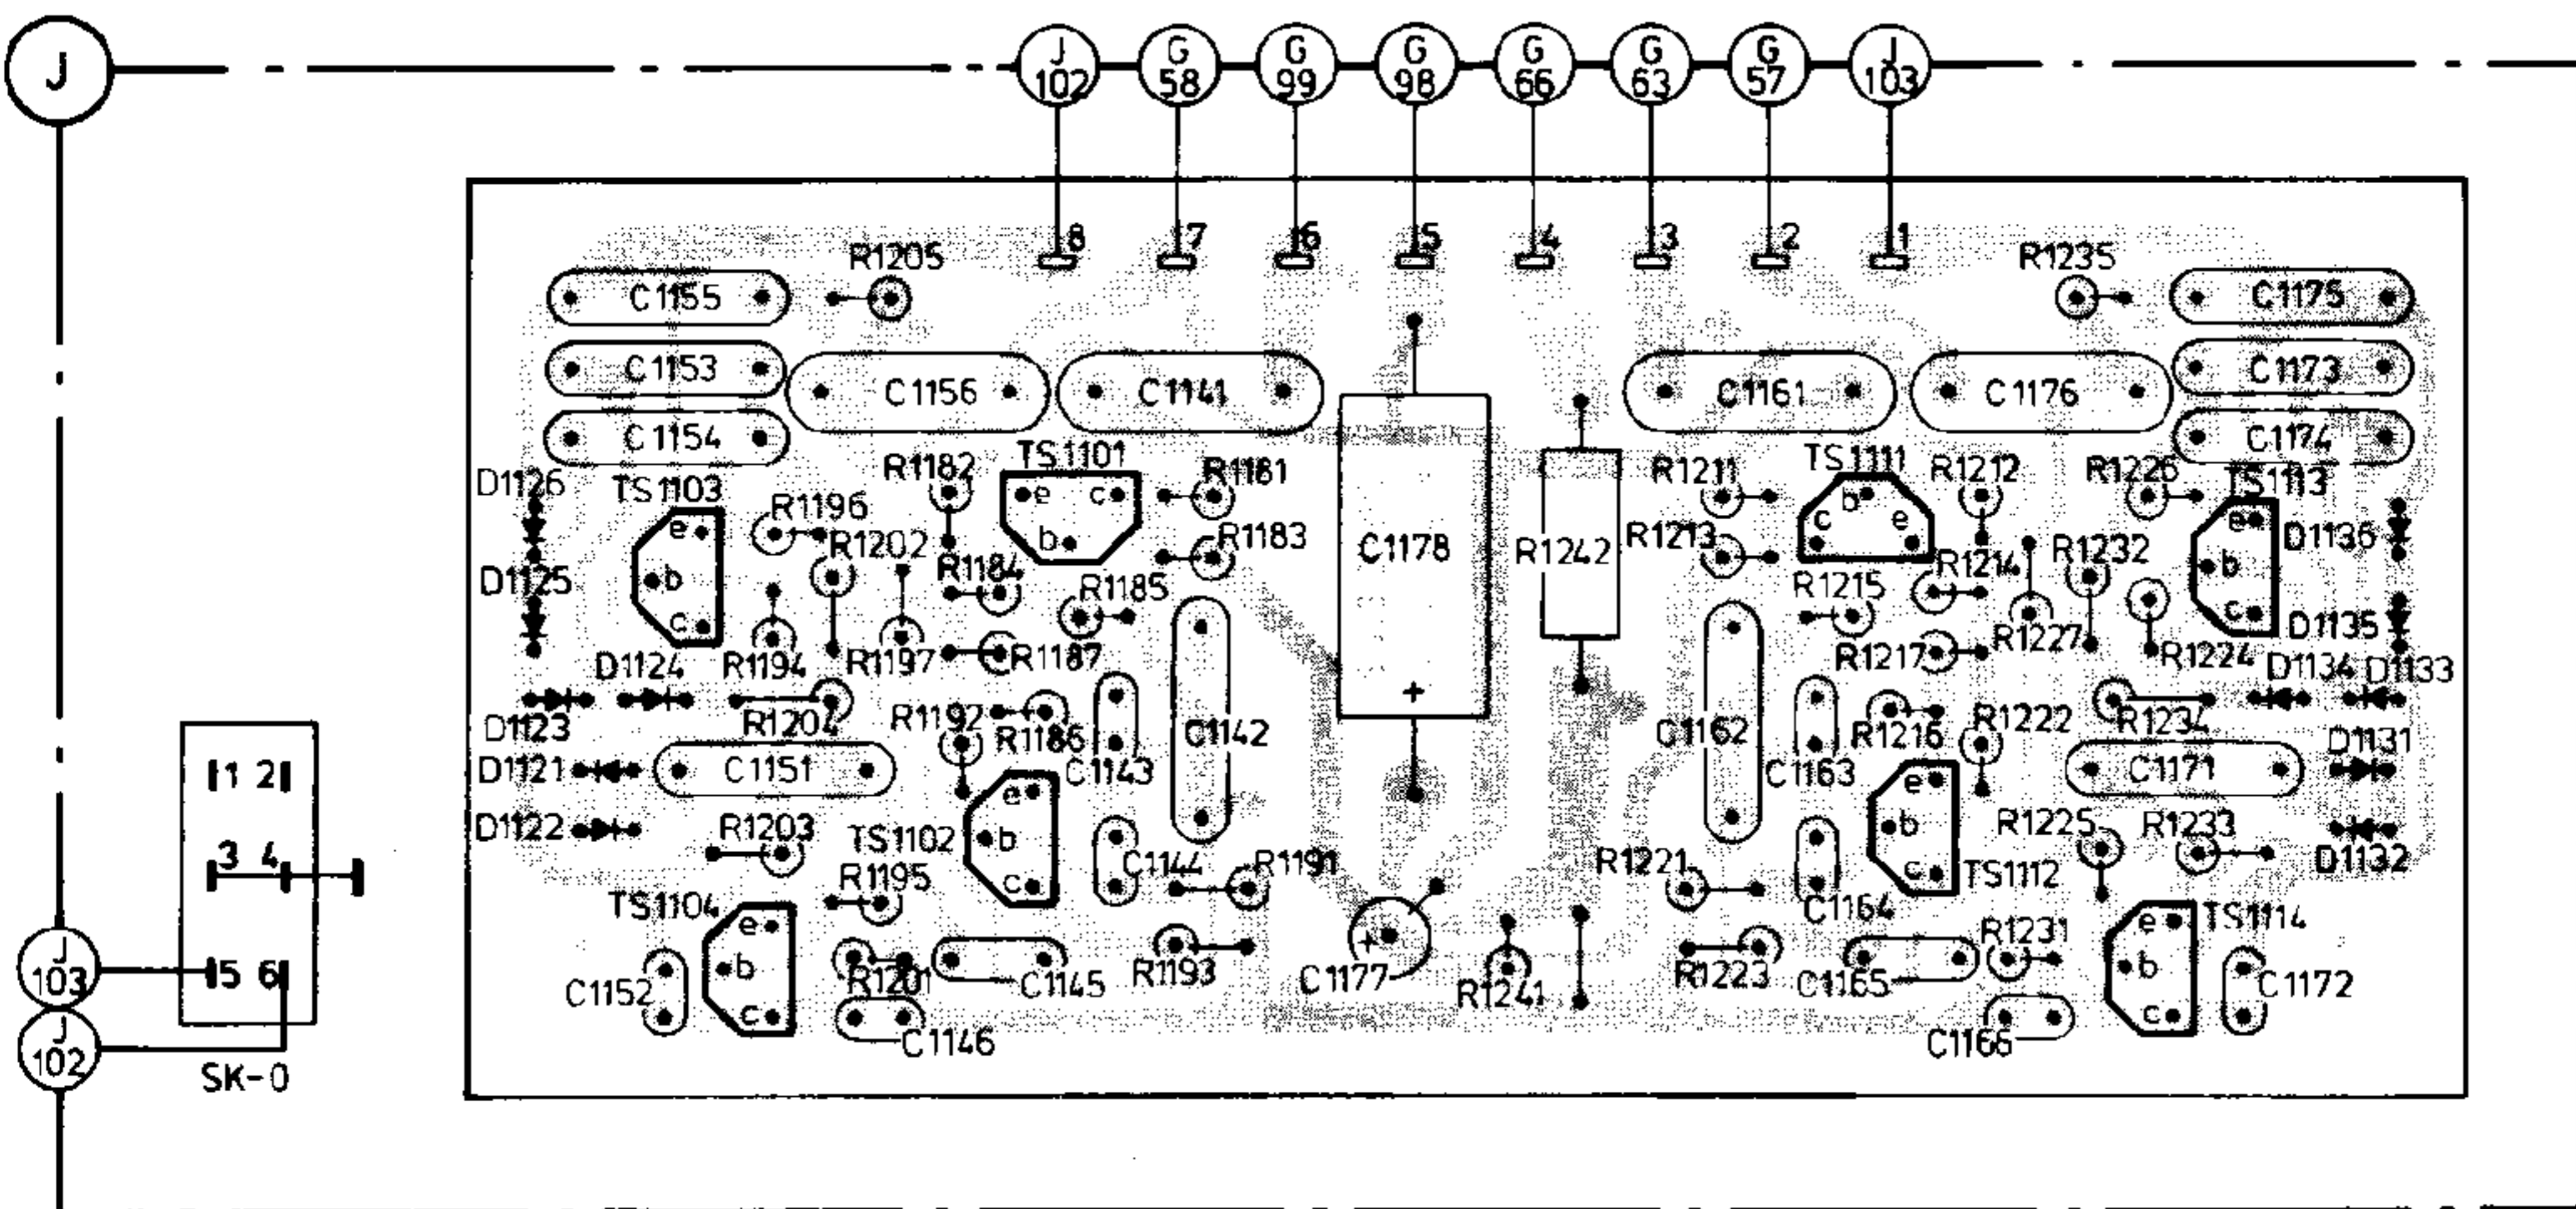 J
J 102
G 58
G 99
G 98
G 66
G 63
G 57
J 103
8 7 6 5 4 3 2 1
R1205
R1235
C1155
C1175
C1153
C1173
C1156
C1141
C1161
C1176
C1154
C1174
D1126
TS1103
R1182
TS1101
R1181
R1211
TS1111
R1212
R1226
TS1113
e c
b
b
c e
e
b
c
e
b
c
R1196
R1202
R1183
C1178
R1242
R1213
R1232
D1136
D1125
R1184
R1185
R1215
R1214
D1124
R1194
R1197
R1187
R1217
R1227
R1224
D1135
D1134
D1133
D1123
R1204
R1192
R1186
+
C1142
C1162
R1216
R1222
R1234
D1131
D1121
C1151
C1143
C1163
C1171
D1122
R1203
TS1102
e
b
c
e
b
c
R1225
R1233
D1132
C1144
R1191
R1221
TS1112
R1195
TS1104
C1164
TS1114
e
b
c
e
b
c
R1201
R1193
+
C1177
R1241
R1223
R1231
C1152
C1145
C1165
C1172
C1146
C1166
1 2
3 4
5 6
J 103
J 102
SK-0